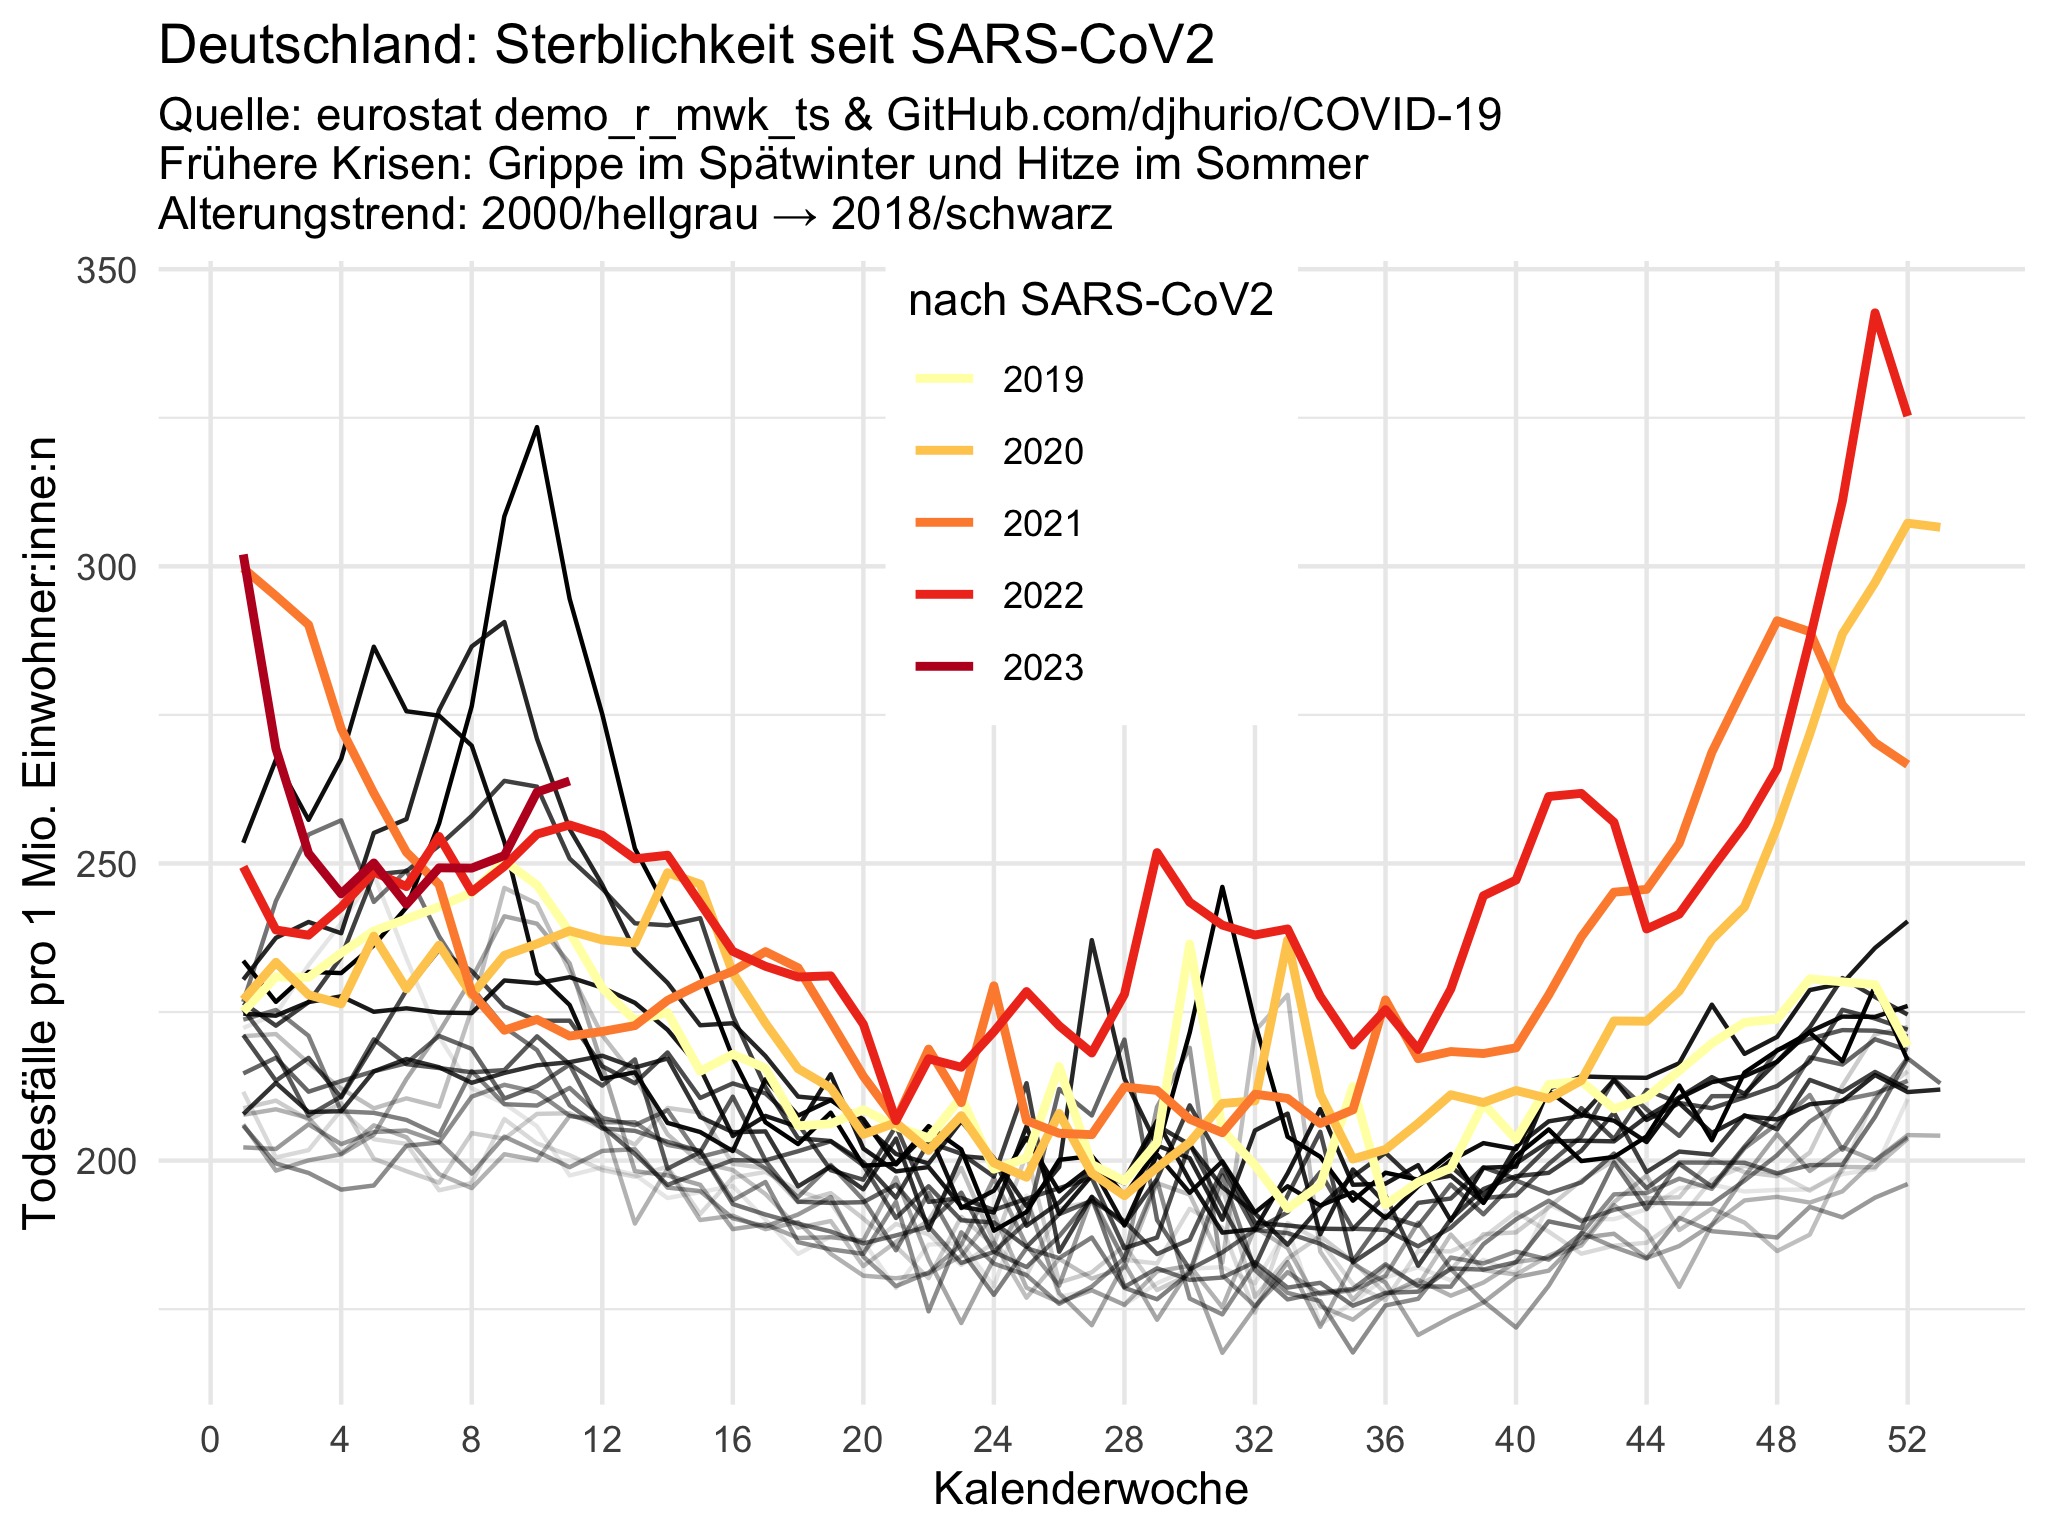 Deutschland: Sterblichkeit seit SARS-CoV2
Quelle: eurostat demo_r_mwk_ts & GitHub.com/djhurio/COVID-19
Frühere Krisen: Grippe im Spätwinter und Hitze im Sommer
Alterungstrend: 2000/hellgrau → 2018/schwarz
Todesfälle pro 1 Mio. Einwohner:inne:n
350
300
250
200
nach SARS-CoV2
2019
2020
2021
2022
2023
0 4 8 12 16 20 24 28 32 36 40 44 48 52
Kalenderwoche